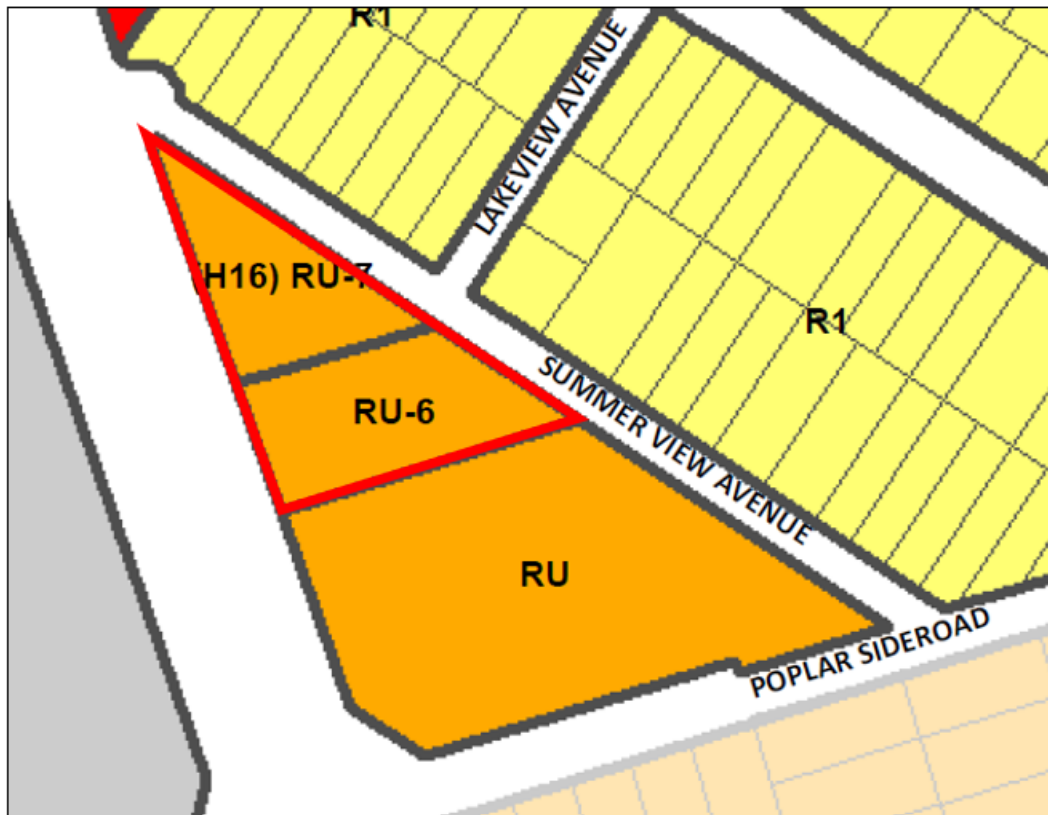 R1
LAKEVIEW AVENUE
(H16) RU-7
R1
SUMMER VIEW AVENUE
RU-6
RU
POPLAR SIDEROAD